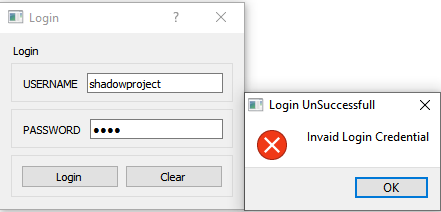 Login
Login
USERNAME shadowproject
PASSWORD ●●●●
Login Clear
Login UnSuccessfull
Invaid Login Credential
OK